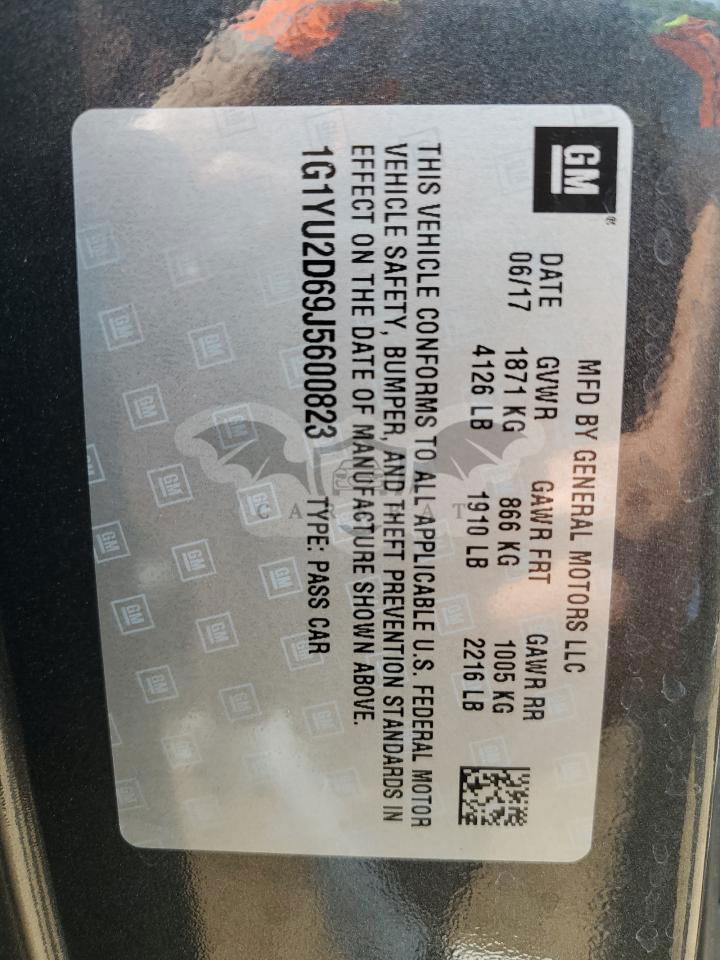 GM
®
MFD BY GENERAL MOTORS LLC
DATE GVWR GAWR FRT GAWR RR
06/17 1871 KG 866 KG 1005 KG
4126 LB 1910 LB 2216 LB
THIS VEHICLE CONFORMS TO ALL APPLICABLE U.S. FEDERAL MOTOR
VEHICLE SAFETY, BUMPER, AND THEFT PREVENTION STANDARDS IN
EFFECT ON THE DATE OF MANUFACTURE SHOWN ABOVE.
1G1YU2D69J5600823 TYPE: PASS CAR